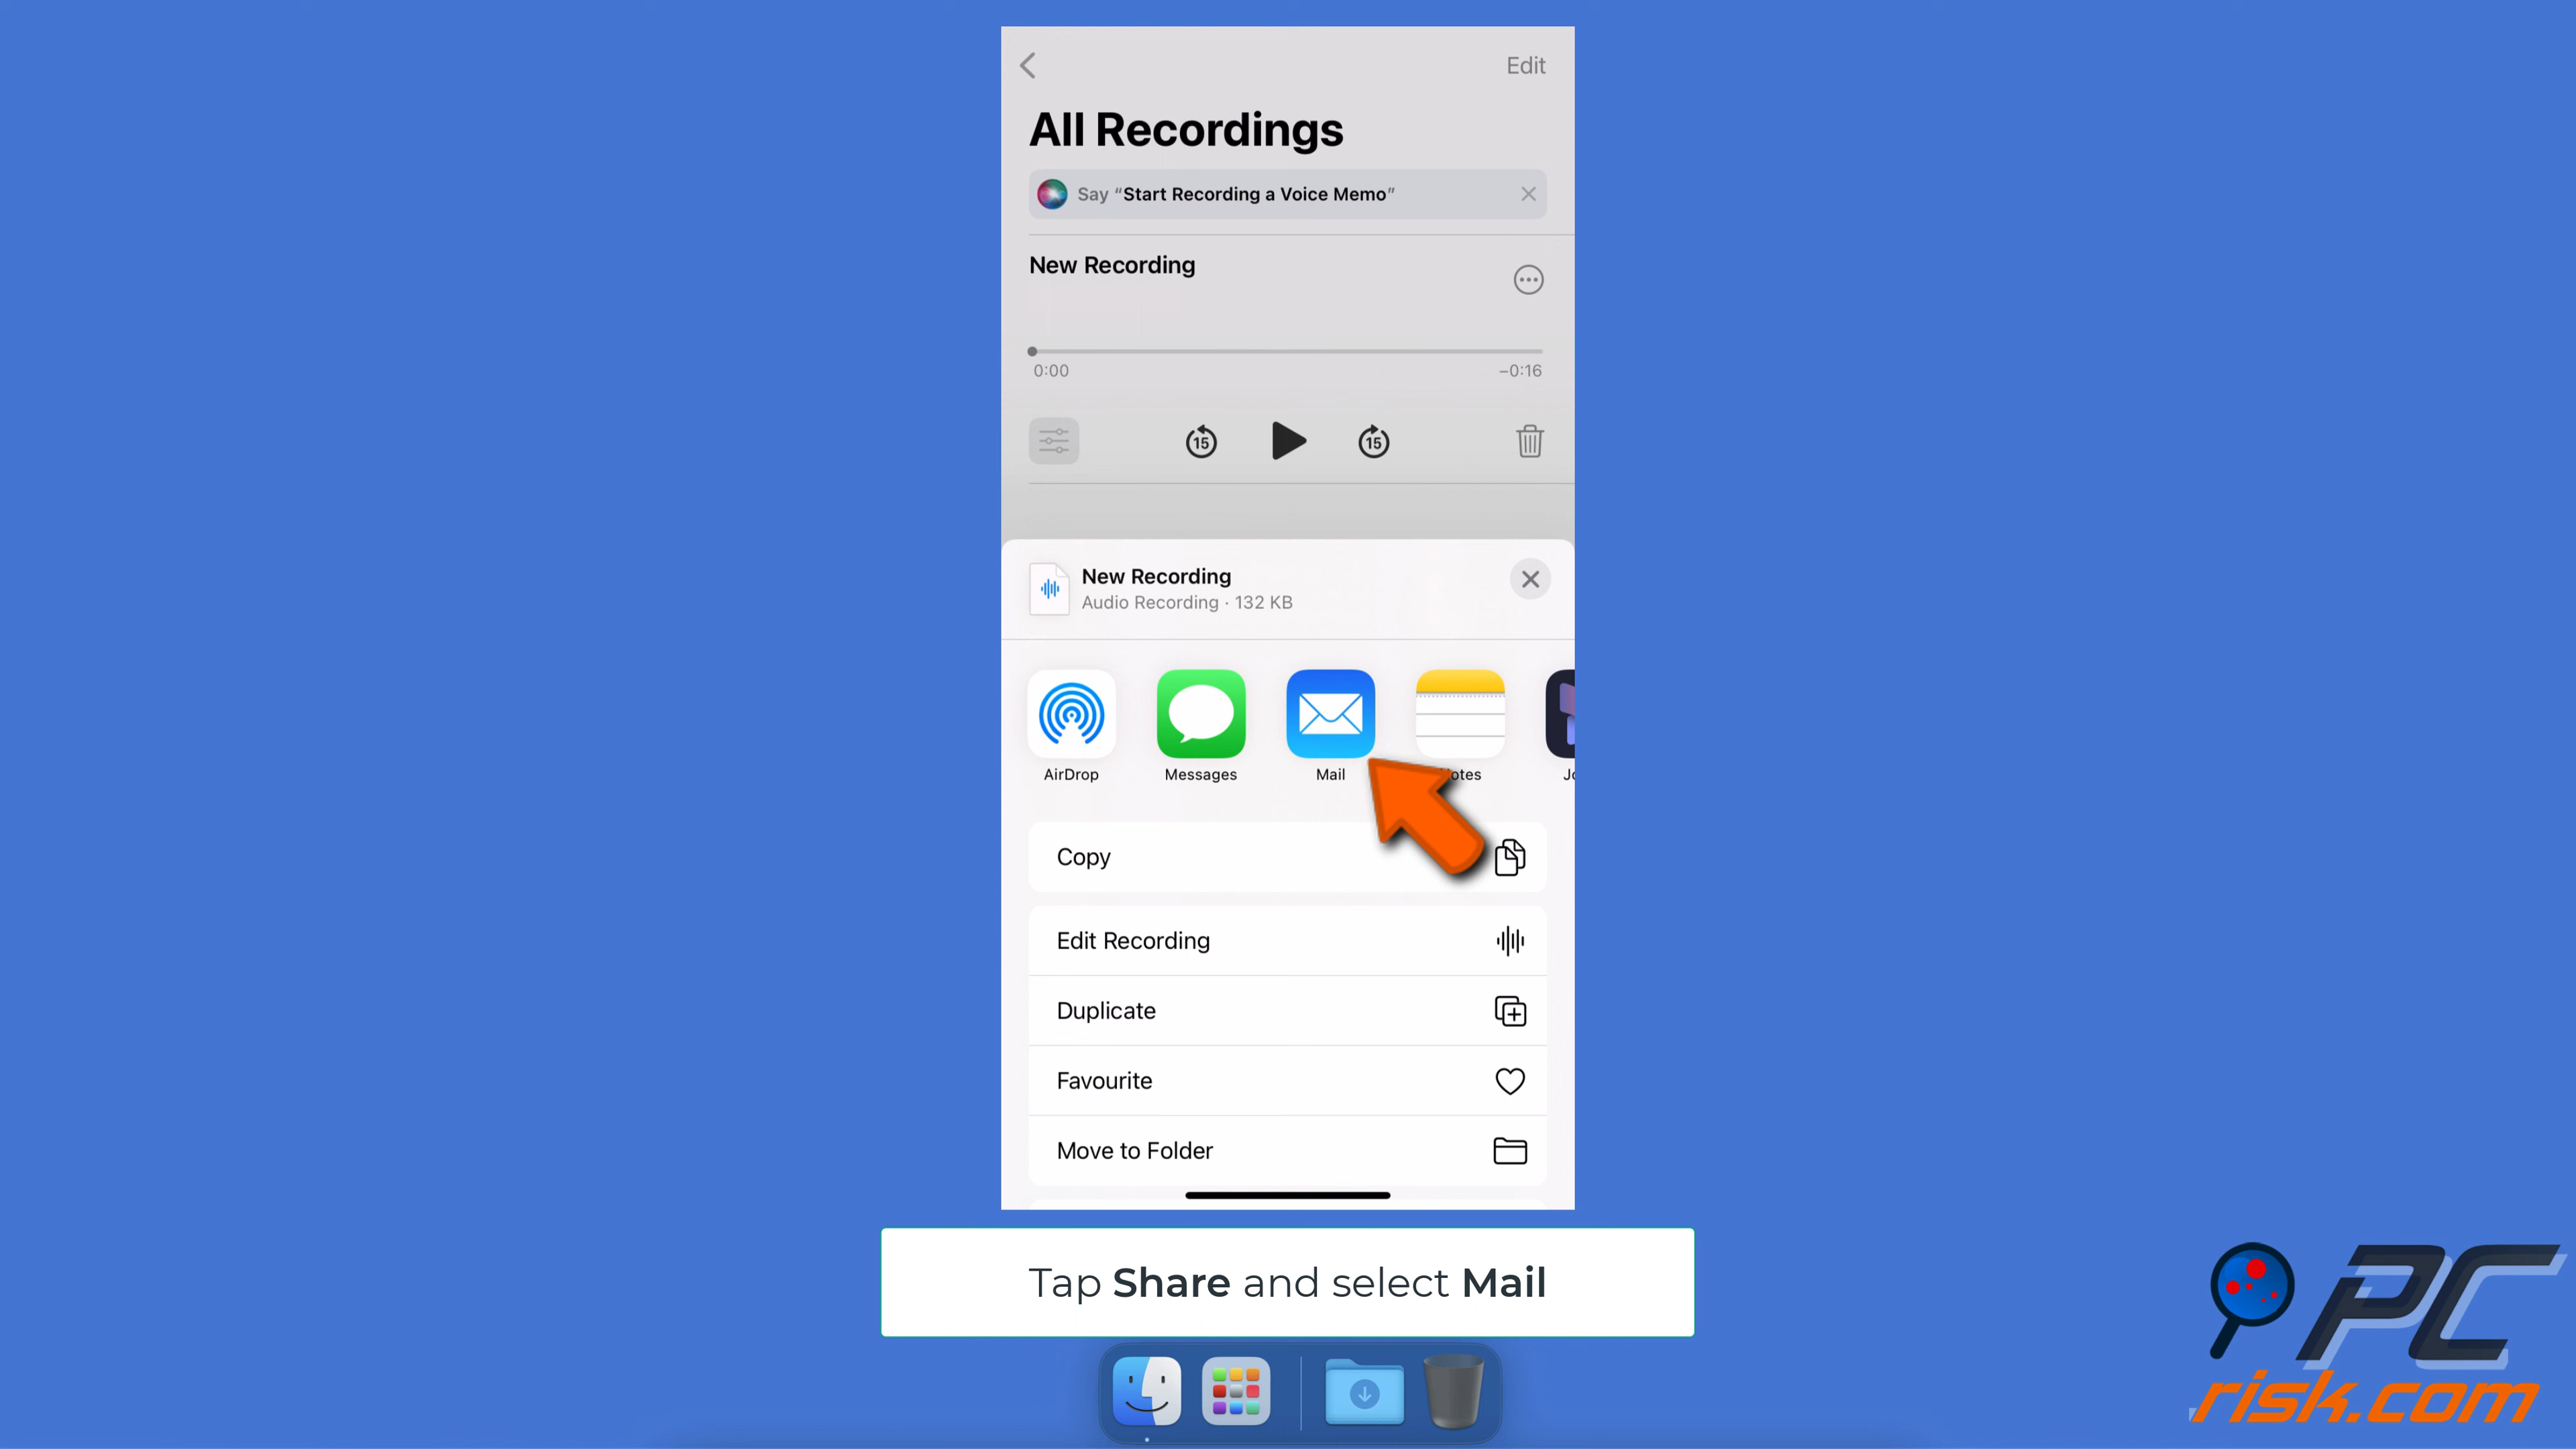 Edit
All Recordings
Say “Start Recording a Voice Memo”
New Recording
0:00
–0:16
15
15
New Recording
Audio Recording · 132 KB
AirDrop
Messages
Mail
otes
Copy
Edit Recording
Duplicate
Favourite
Move to Folder
Tap Share and select Mail
PC
risk.com